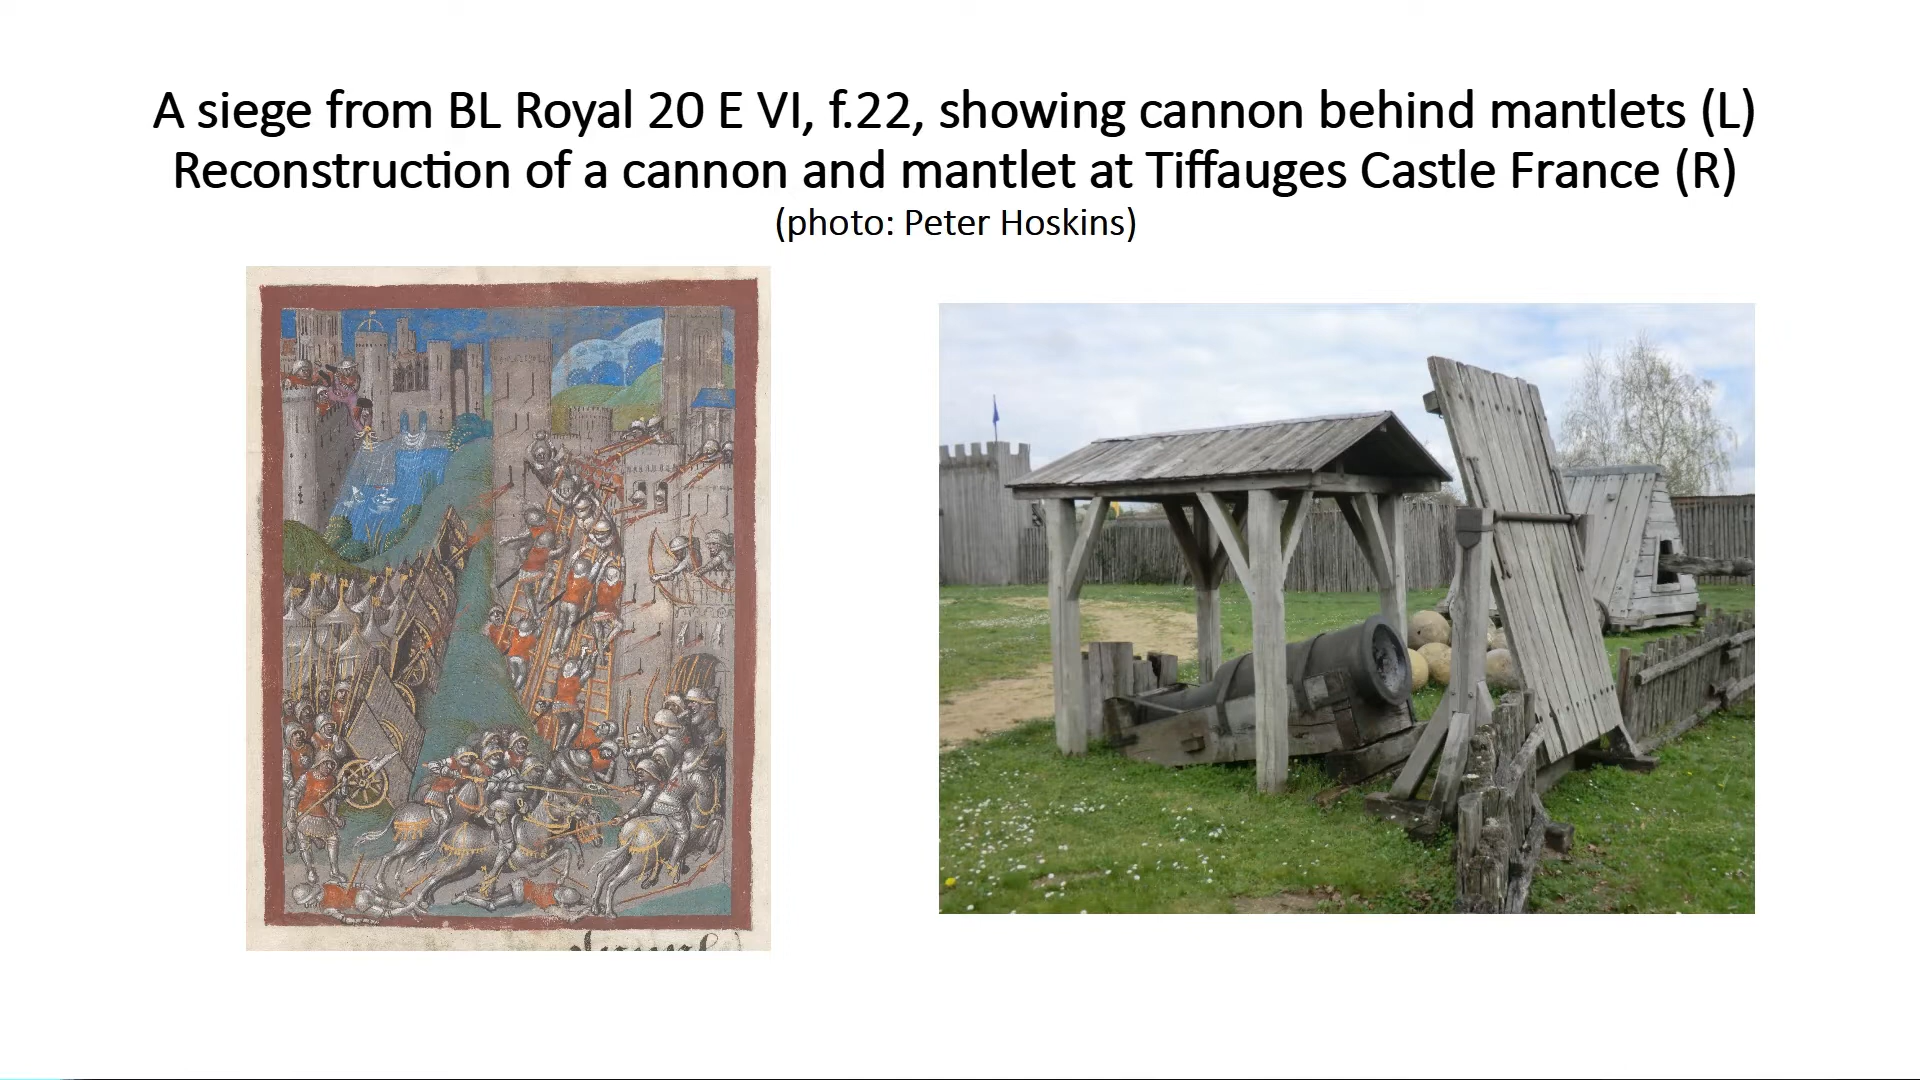 A siege from BL Royal 20 E VI, f.22, showing cannon behind mantlets (L)
Reconstruction of a cannon and mantlet at Tiffauges Castle France (R)
(photo: Peter Hoskins)